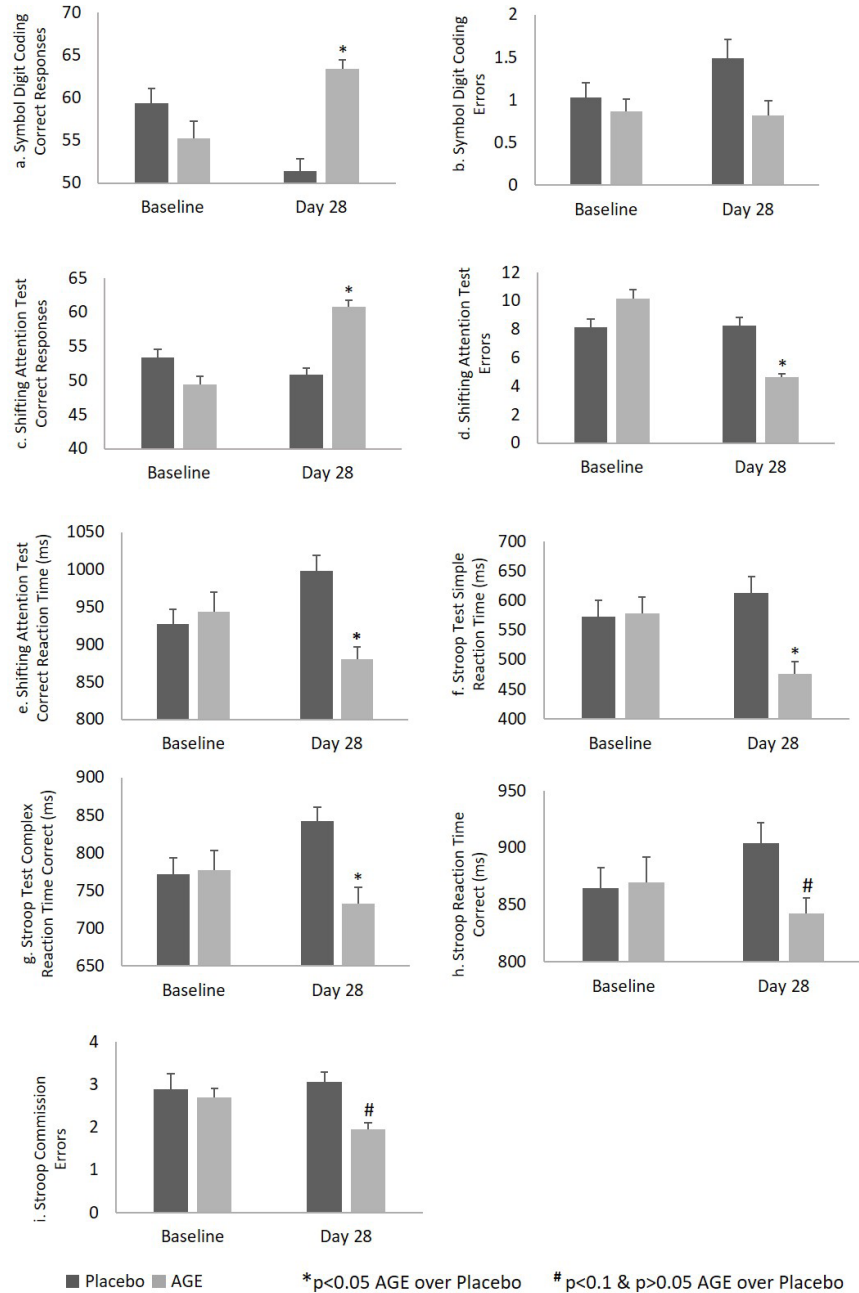 a. Symbol Digit Coding
Correct Responses
70
65
60
55
50
*
Baseline
Day 28
b. Symbol Digit Coding
Errors
2
1.5
1
0.5
0
Baseline
Day 28
c. Shifting Attention Test
Correct Responses
65
60
55
50
45
40
*
Baseline
Day 28
d. Shifting Attention Test
Errors
12
10
8
6
4
2
0
*
Baseline
Day 28
e. Shifting Attention Test
Correct Reaction Time (ms)
1050
1000
950
900
850
800
*
Baseline
Day 28
f. Stroop Test Simple
Reaction Time (ms)
700
650
600
550
500
450
400
*
Baseline
Day 28
g. Stroop Test Complex
Reaction Time Correct (ms)
900
850
800
750
700
650
*
Baseline
Day 28
h. Stroop Reaction Time
Correct (ms)
950
900
850
800
#
Baseline
Day 28
i. Stroop Commission
Errors
4
3
2
1
0
#
Baseline
Day 28
Placebo AGE
*p<0.05 AGE over Placebo
#p<0.1 & p>0.05 AGE over Placebo